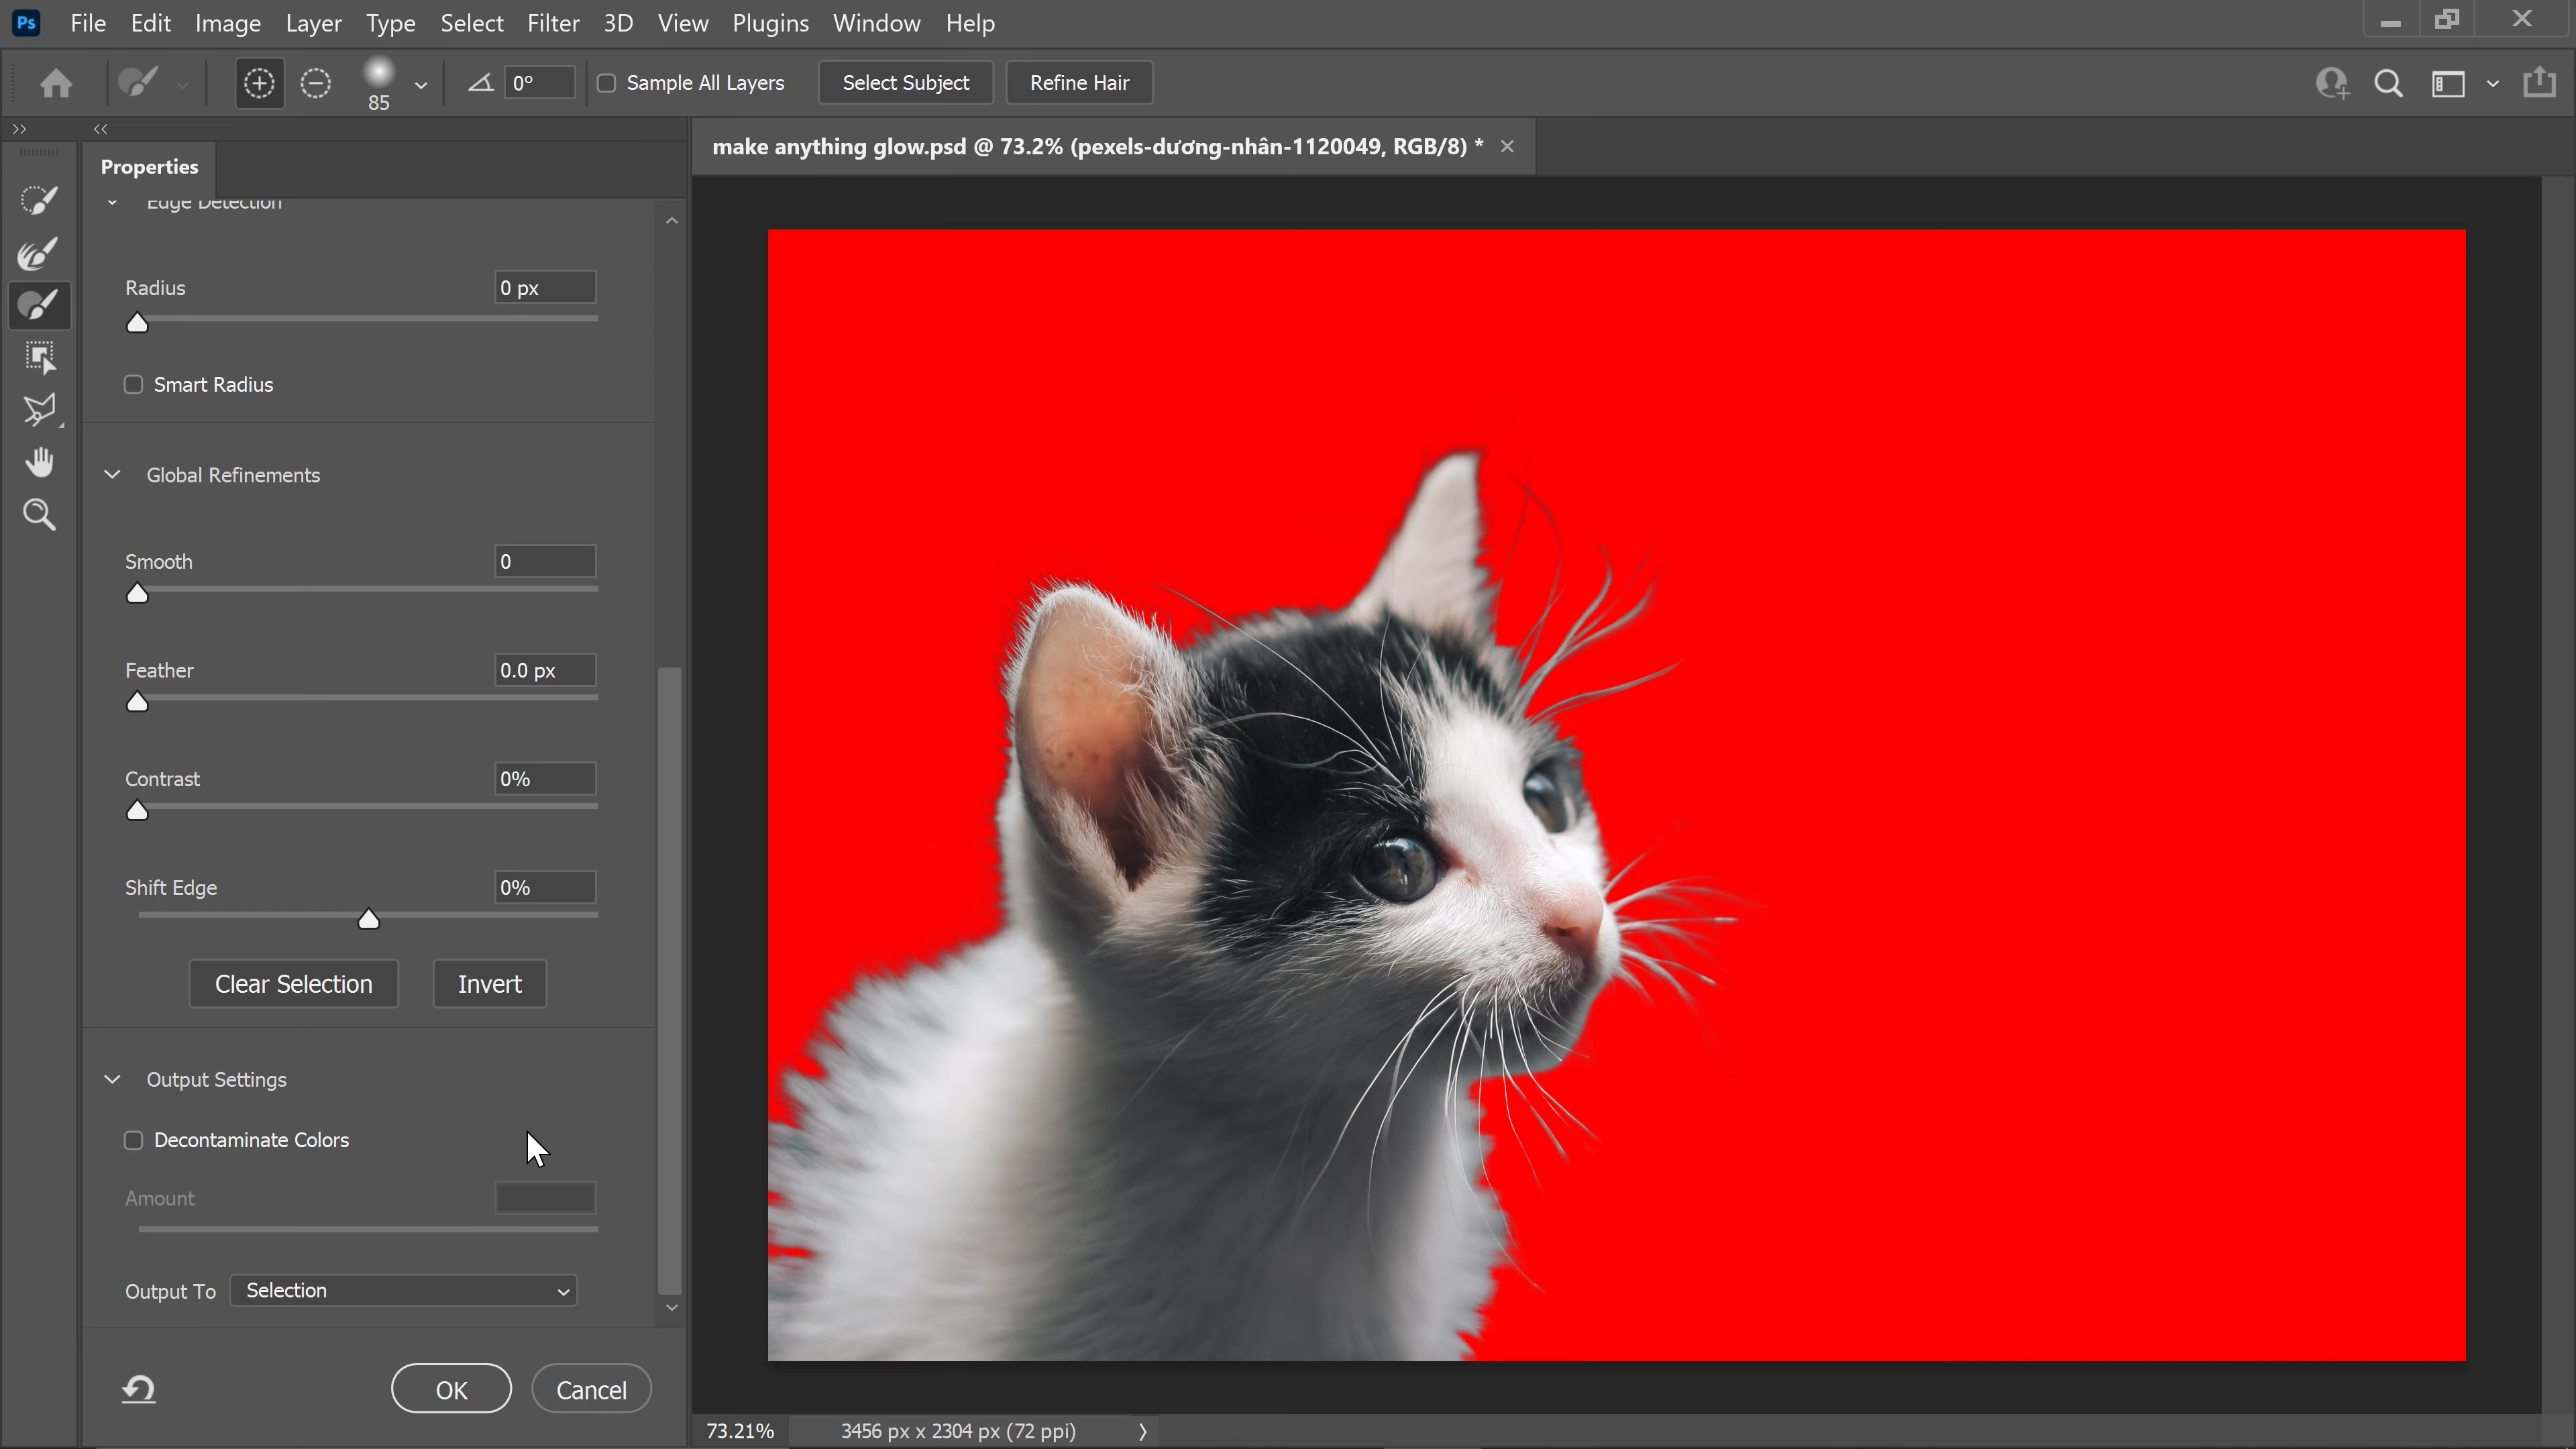 Ps File Edit Image Layer Type Select Filter 3D View Plugins Window Help
85 0° Sample All Layers Select Subject Refine Hair
Properties
make anything glow.psd @ 73.2% (pexels-dương-nhân-1120049, RGB/8) *
Edge Detection
Radius 0 px
Smart Radius
Global Refinements
Smooth 0
Feather 0.0 px
Contrast 0%
Shift Edge 0%
Clear Selection Invert
Output Settings
Decontaminate Colors
Amount
Output To Selection
OK Cancel
73.21% 3456 px x 2304 px (72 ppi)